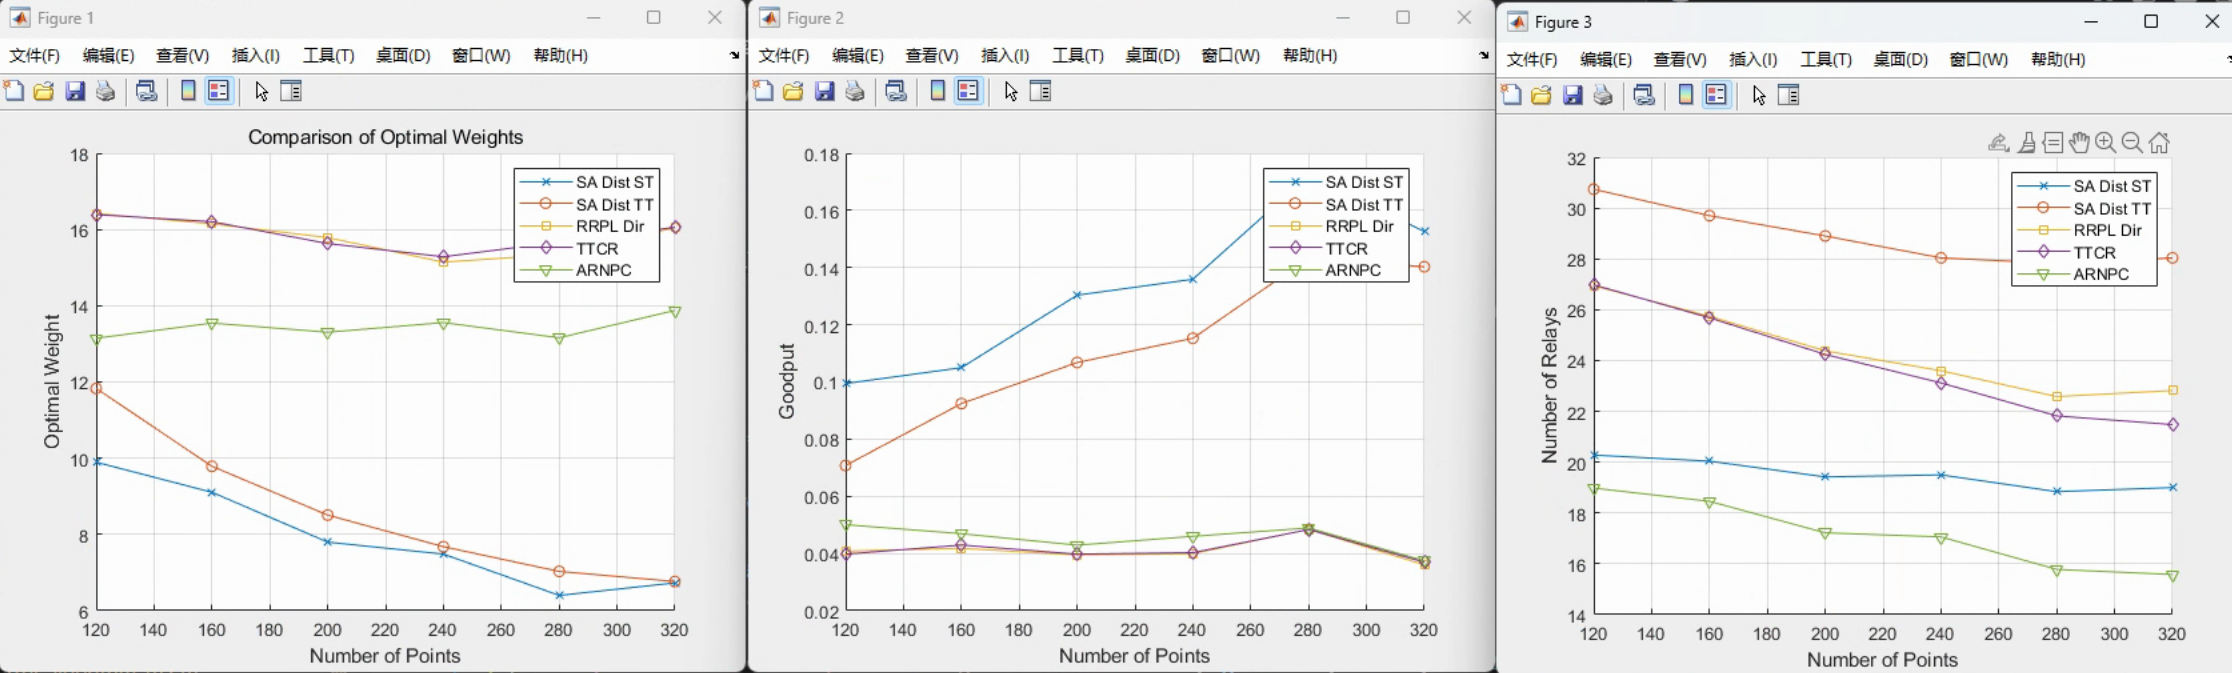 Figure 1
文件(F) 编辑(E) 查看(V) 插入(I) 工具(T) 桌面(D) 窗口(W) 帮助(H)
Comparison of Optimal Weights
18
16
14
12
10
8
6
Optimal Weight
SA Dist ST
SA Dist TT
RRPL Dir
TTCR
ARNPC
120 140 160 180 200 220 240 260 280 300 320
Number of Points
Figure 2
文件(F) 编辑(E) 查看(V) 插入(I) 工具(T) 桌面(D) 窗口(W) 帮助(H)
0.18
0.16
0.14
0.12
0.1
0.08
0.06
0.04
0.02
Goodput
SA Dist ST
SA Dist TT
RRPL Dir
TTCR
ARNPC
120 140 160 180 200 220 240 260 280 300 320
Number of Points
Figure 3
文件(F) 编辑(E) 查看(V) 插入(I) 工具(T) 桌面(D) 窗口(W) 帮助(H)
32
30
28
26
24
22
20
18
16
14
Number of Relays
SA Dist ST
SA Dist TT
RRPL Dir
TTCR
ARNPC
120 140 160 180 200 220 240 260 280 300 320
Number of Points